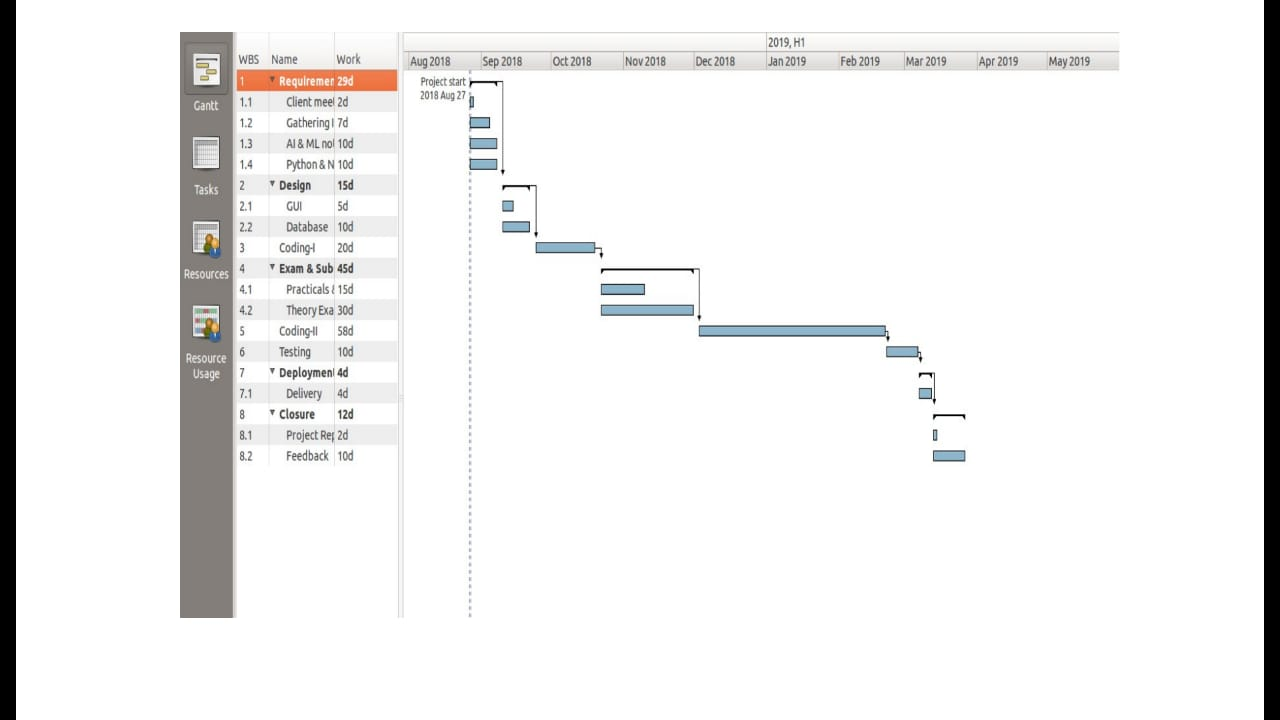 2019, H1
WBS Name Work
Aug 2018 Sep 2018 Oct 2018 Nov 2018 Dec 2018 Jan 2019 Feb 2019 Mar 2019 Apr 2019 May 2019
Gantt
Tasks
Resources
Resource
Usage
1 Requiremen 29d
1.1 Client meet 2d
1.2 Gathering 7d
1.3 AI & ML not 10d
1.4 Python & N 10d
2 Design 15d
2.1 GUI 5d
2.2 Database 10d
3 Coding-I 20d
4 Exam & Sub 45d
4.1 Practicals 15d
4.2 Theory Exa 30d
5 Coding-II 58d
6 Testing 10d
7 Deployment 4d
7.1 Delivery 4d
8 Closure 12d
8.1 Project Rep 2d
8.2 Feedback 10d
Project start
2018 Aug 27